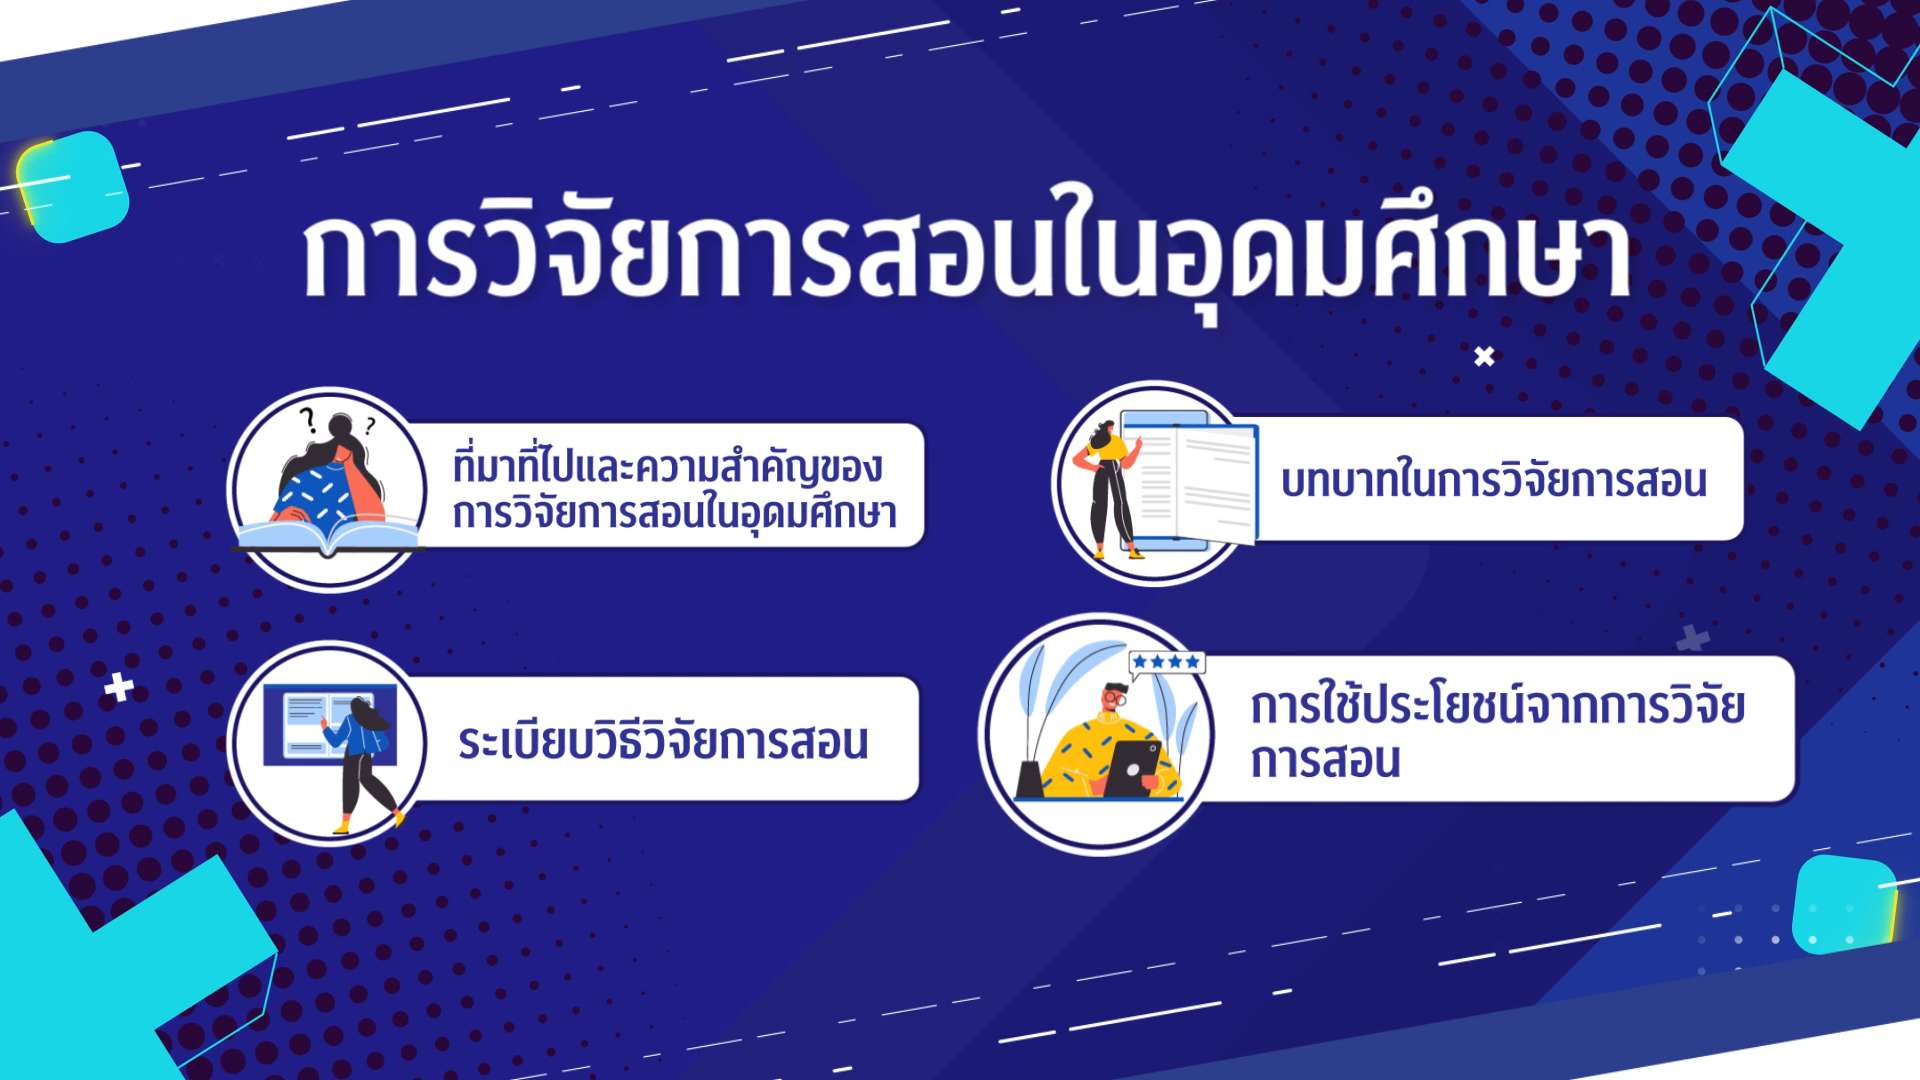 การวิจัยการสอนในอุดมศึกษา
ที่มาที่ไปและความสำคัญของ
การวิจัยการสอนในอุดมศึกษา
บทบาทในการวิจัยการสอน
ระเบียบวิธีวิจัยการสอน
การใช้ประโยชน์จากการวิจัย
การสอน